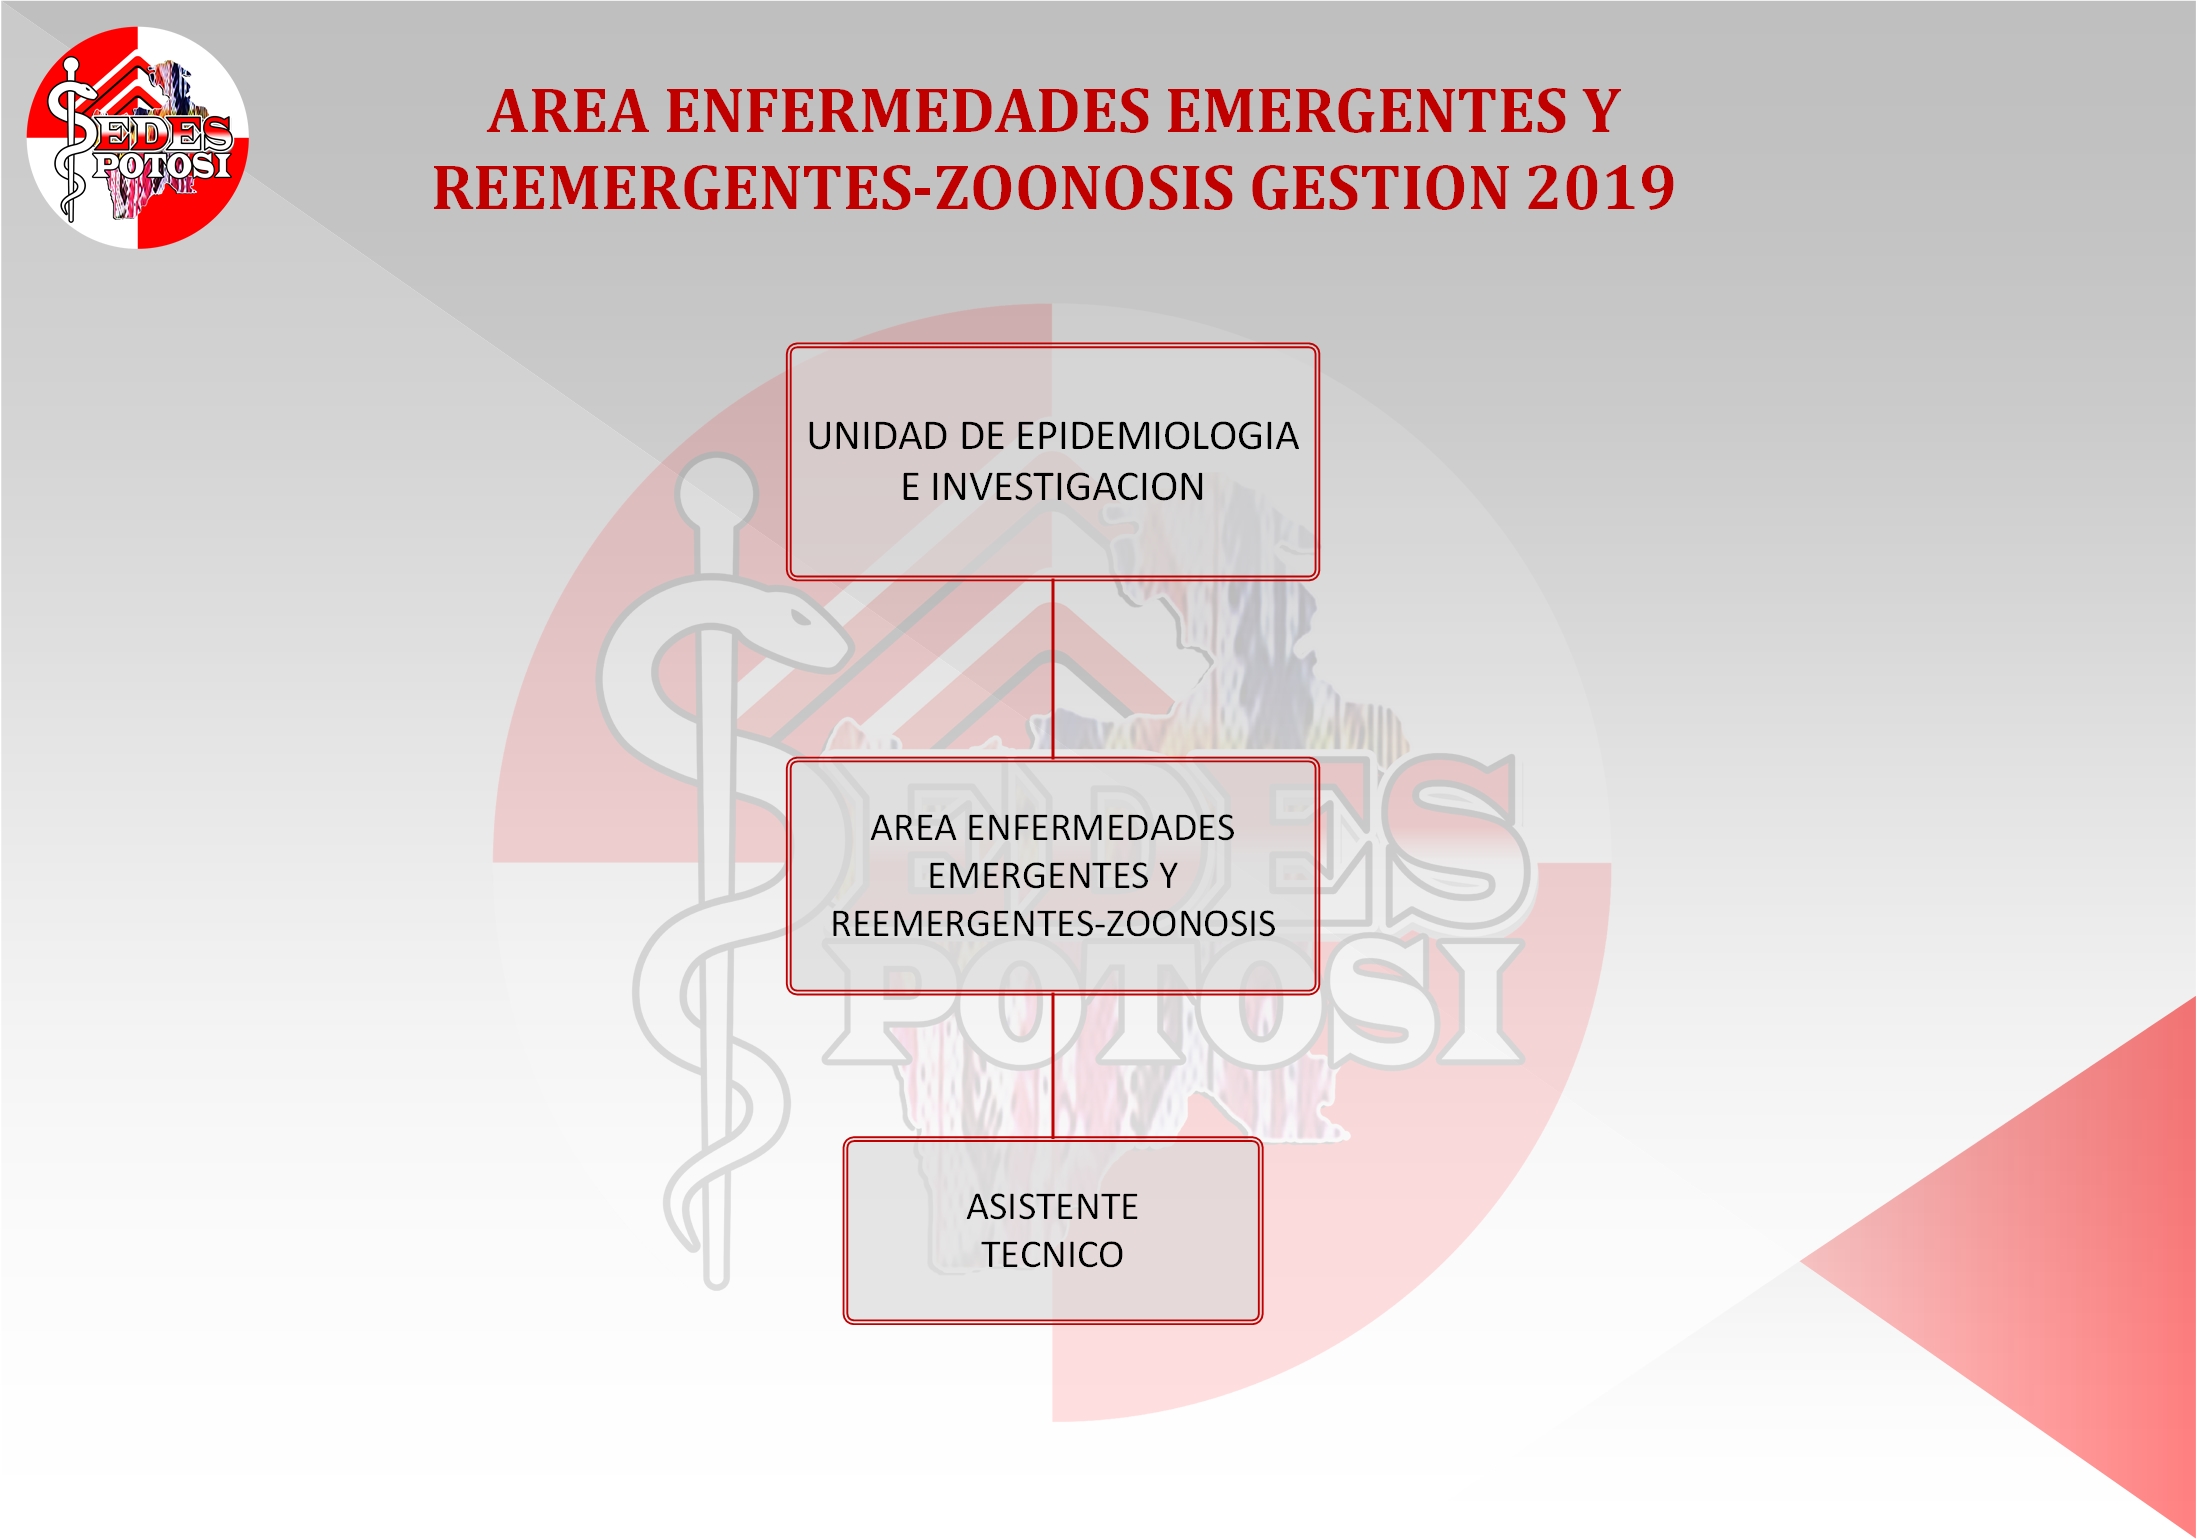 SEDES
POTOSI
AREA ENFERMEDADES EMERGENTES Y
REEMERGENTES-ZOONOSIS GESTION 2019
UNIDAD DE EPIDEMIOLOGIA
E INVESTIGACION
AREA ENFERMEDADES
EMERGENTES Y
REEMERGENTES-ZOONOSIS
SEDES
POTOSI
ASISTENTE
TECNICO